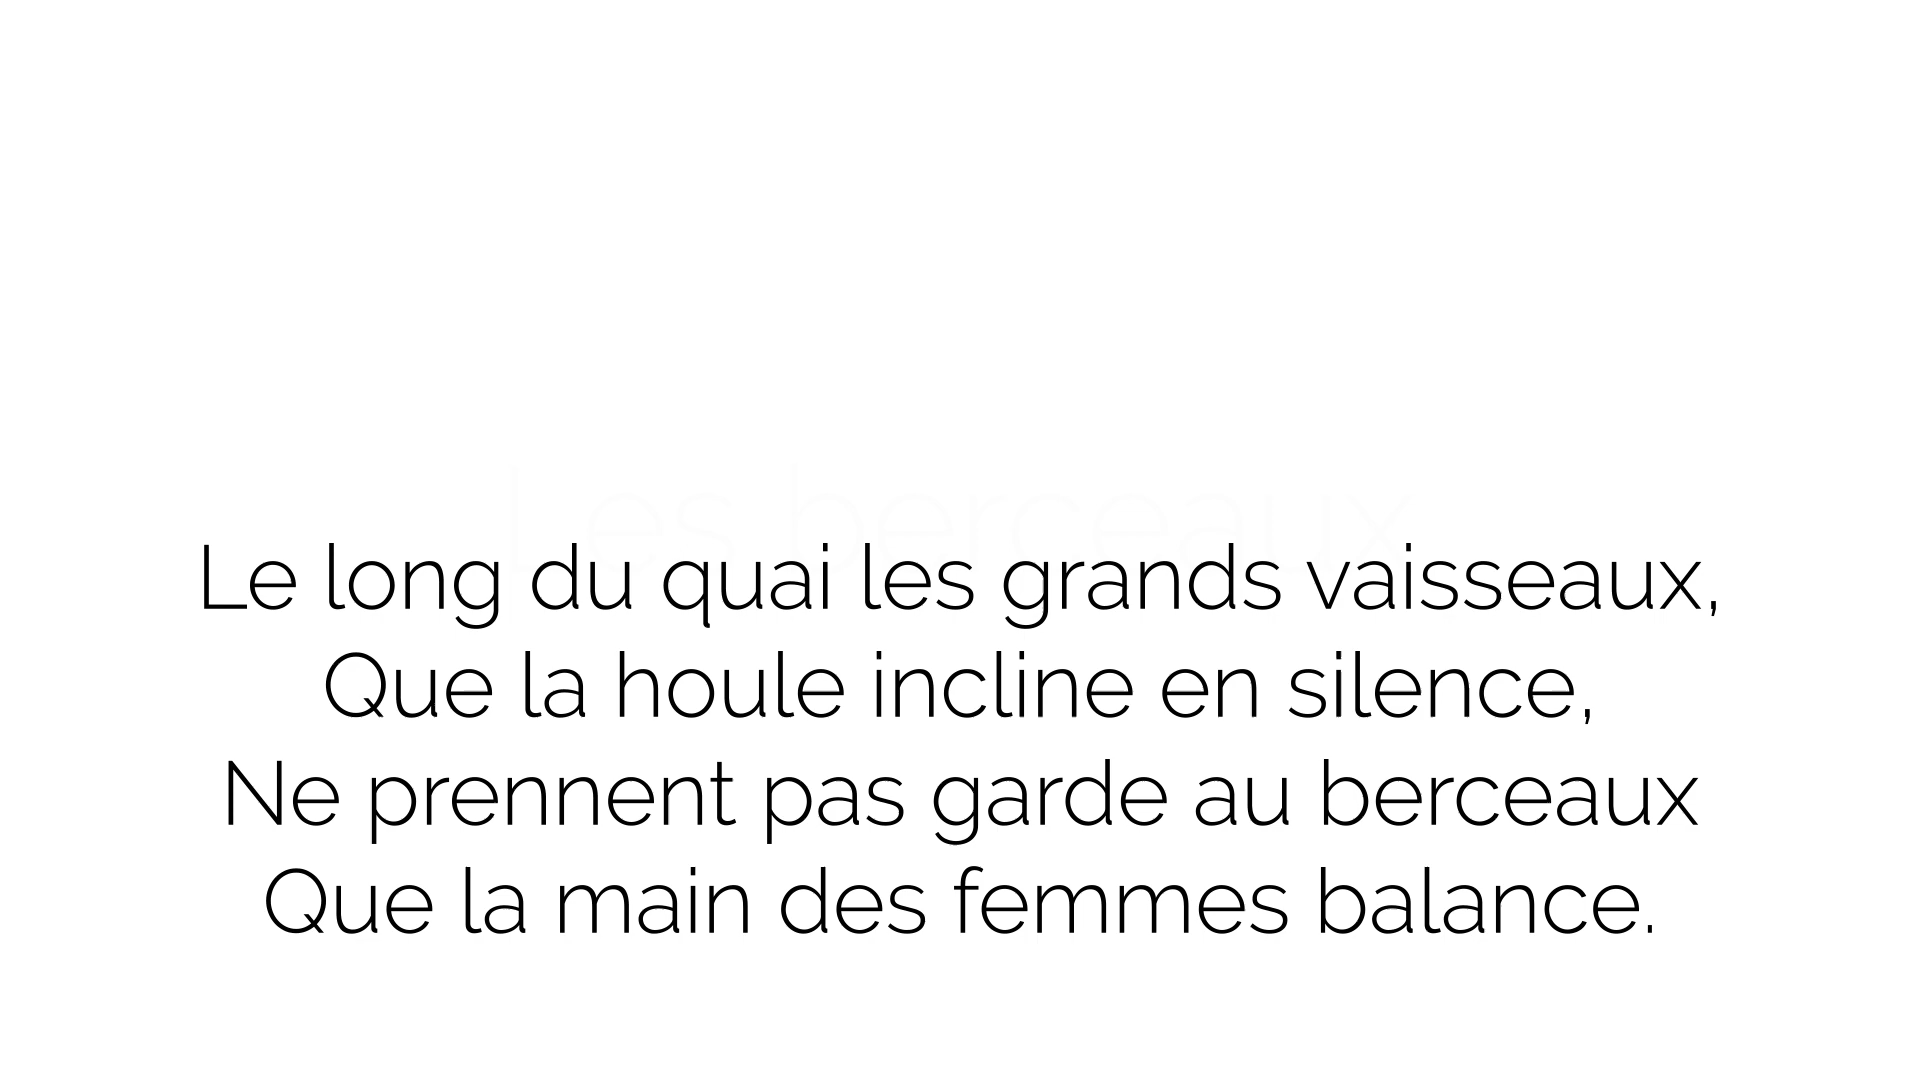 Les berceaux
Le long du quai les grands vaisseaux,
Que la houle incline en silence,
Ne prennent pas garde au berceaux
Que la main des femmes balance.